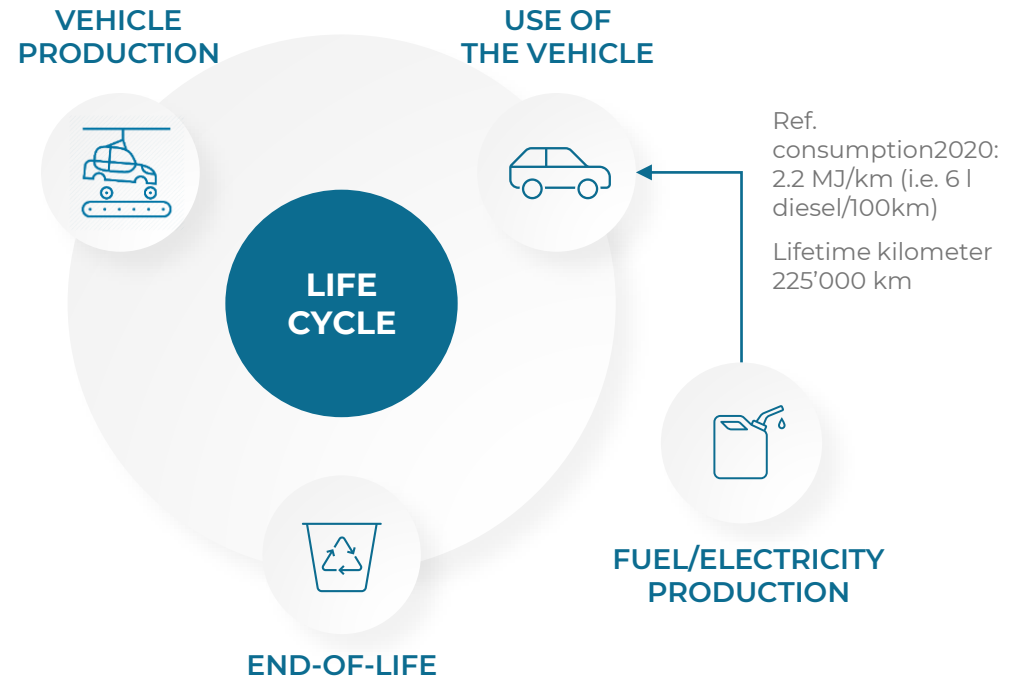 VEHICLE
PRODUCTION
USE OF
THE VEHICLE
Ref.
consumption2020:
2.2 MJ/km (i.e. 6 l
diesel/100km)
Lifetime kilometer
225’000 km
LIFE
CYCLE
FUEL/ELECTRICITY
PRODUCTION
END-OF-LIFE